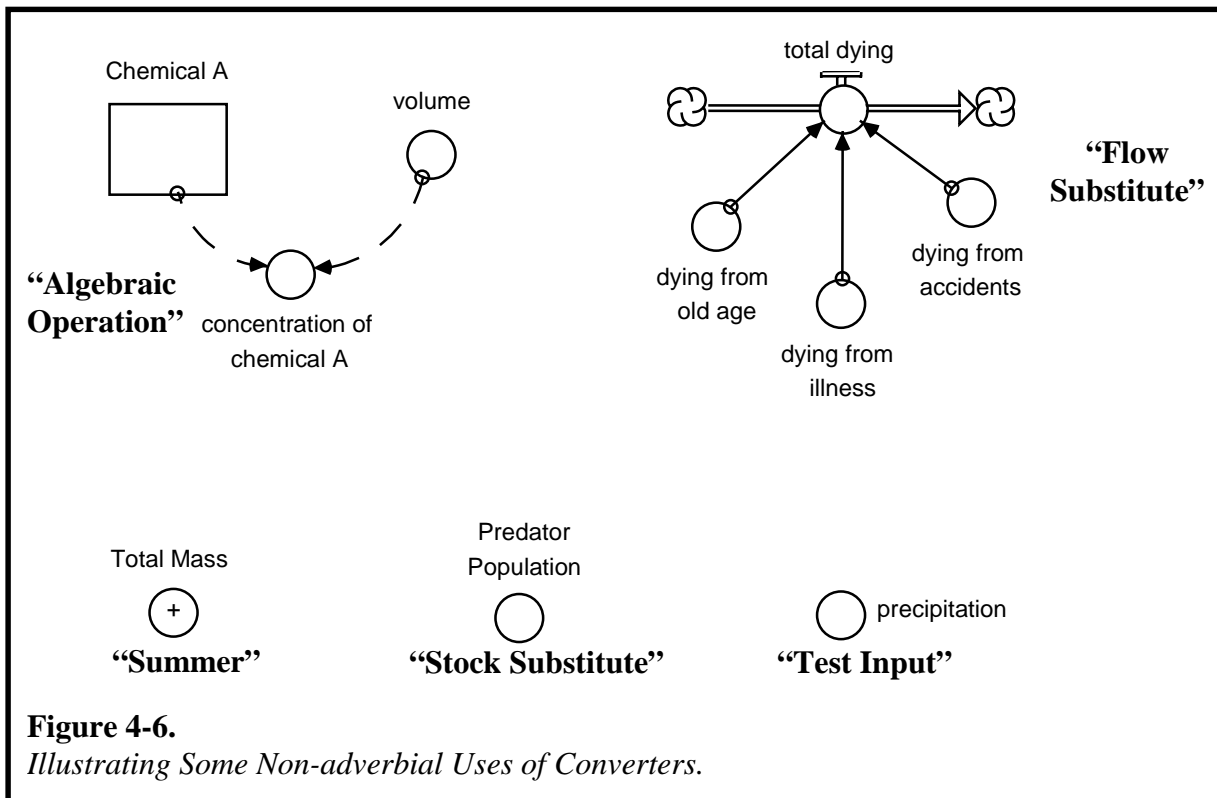 Chemical A
volume
“Algebraic
Operation”
concentration of
chemical A
total dying
“Flow
Substitute”
dying from
old age
dying from
illness
dying from
accidents
Total Mass
+
“Summer”
Predator
Population
“Stock Substitute”
precipitation
“Test Input”
Figure 4-6.
Illustrating Some Non-adverbial Uses of Converters.